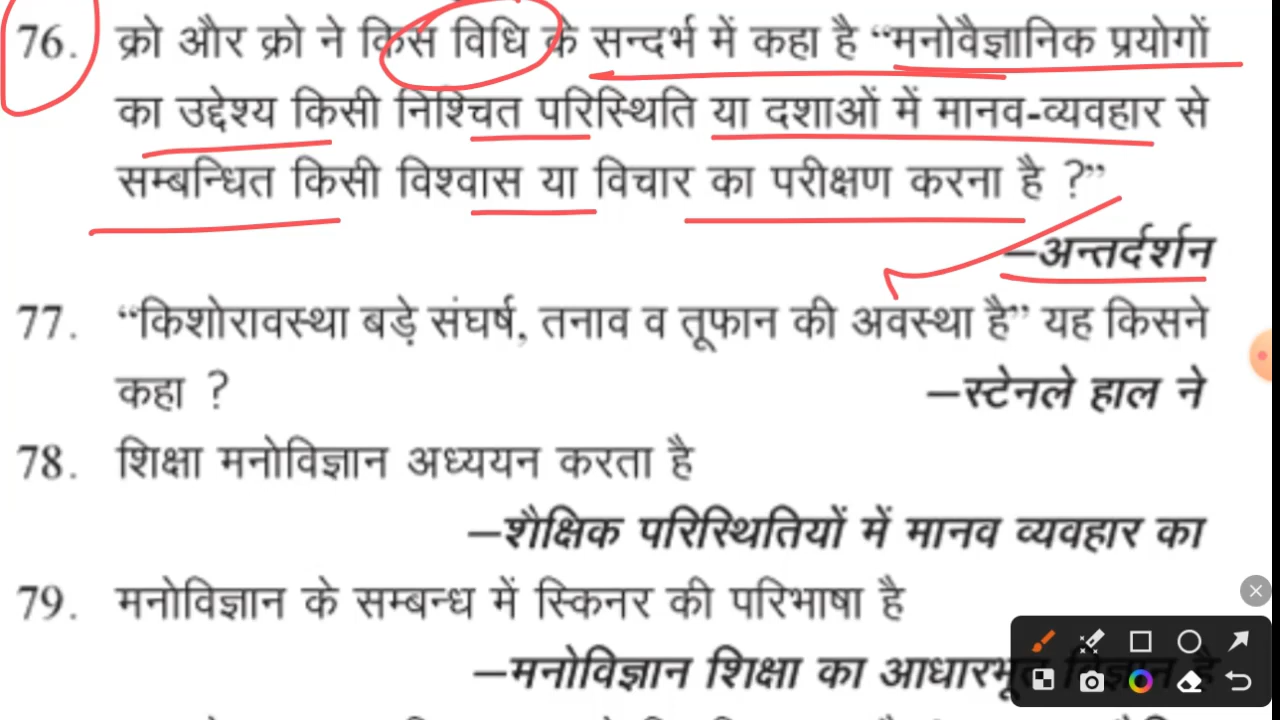 76. क्रो और क्रो ने किस विधि के सन्दर्भ में कहा है “मनोवैज्ञानिक प्रयोगों
का उद्देश्य किसी निश्चित परिस्थिति या दशाओं में मानव-व्यवहार से
सम्बन्धित किसी विश्वास या विचार का परीक्षण करना है ?”
—अन्तर्दर्शन
77. “किशोरावस्था बड़े संघर्ष, तनाव व तूफान की अवस्था है” यह किसने
कहा ?
—स्टेनले हाल ने
78. शिक्षा मनोविज्ञान अध्ययन करता है
—शैक्षिक परिस्थितियों में मानव व्यवहार का
79. मनोविज्ञान के सम्बन्ध में स्किनर की परिभाषा है
—मनोविज्ञान शिक्षा का आधारभूत विज्ञान है